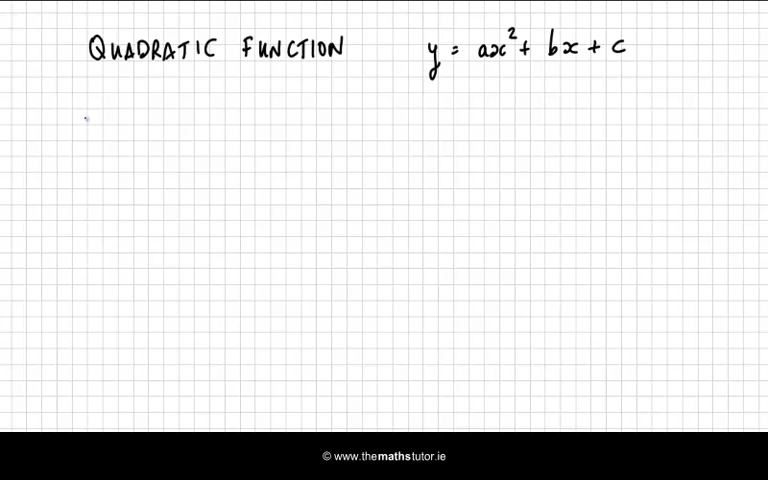 QUADRATIC FUNCTION y = ax² + bx + c
© www.themathstutor.ie